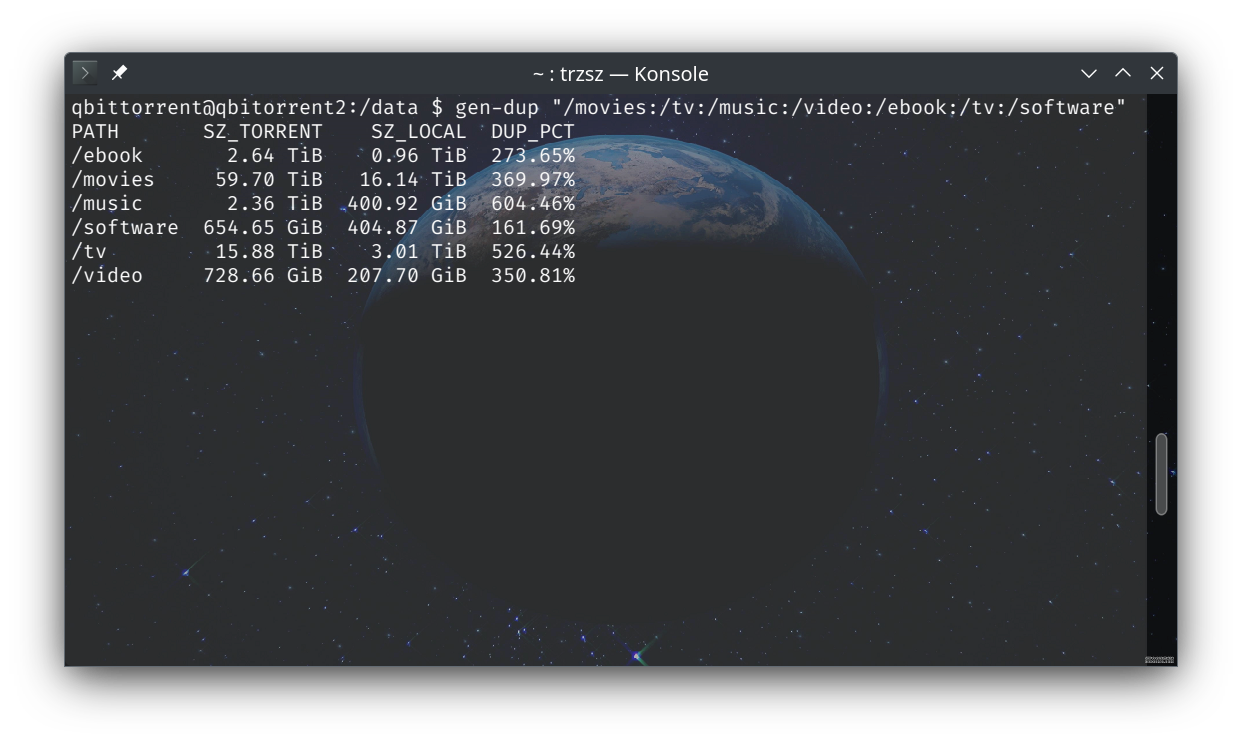 ~ : trzsz — Konsole
qbittorrent@qbitorrent2:/data $ gen-dup "/movies:/tv:/music:/video:/ebook:/tv:/software"
PATH       SZ_TORRENT    SZ_LOCAL  DUP_PCT
/ebook       2.64 TiB    0.96 TiB  273.65%
/movies     59.70 TiB   16.14 TiB  369.97%
/music       2.36 TiB  400.92 GiB  604.46%
/software  654.65 GiB  404.87 GiB  161.69%
/tv         15.88 TiB    3.01 TiB  526.44%
/video     728.66 GiB  207.70 GiB  350.81%